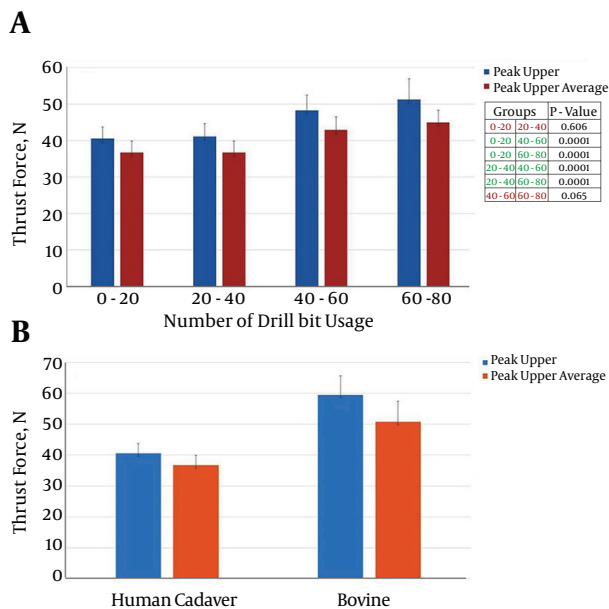 A
Thrust Force, N
60
50
40
30
20
10
0
0 - 20
20 - 40
40 - 60
60 -80
Number of Drill bit Usage
Peak Upper
Peak Upper Average
Groups P - Value
0-20 20-40 0.606
0-20 40-60 0.0001
0-20 60-80 0.0001
20-40 40-60 0.0001
20-40 60-80 0.0001
40-60 60-80 0.065
B
Thrust Force, N
70
60
50
40
30
20
10
0
Human Cadaver
Bovine
Peak Upper
Peak Upper Average